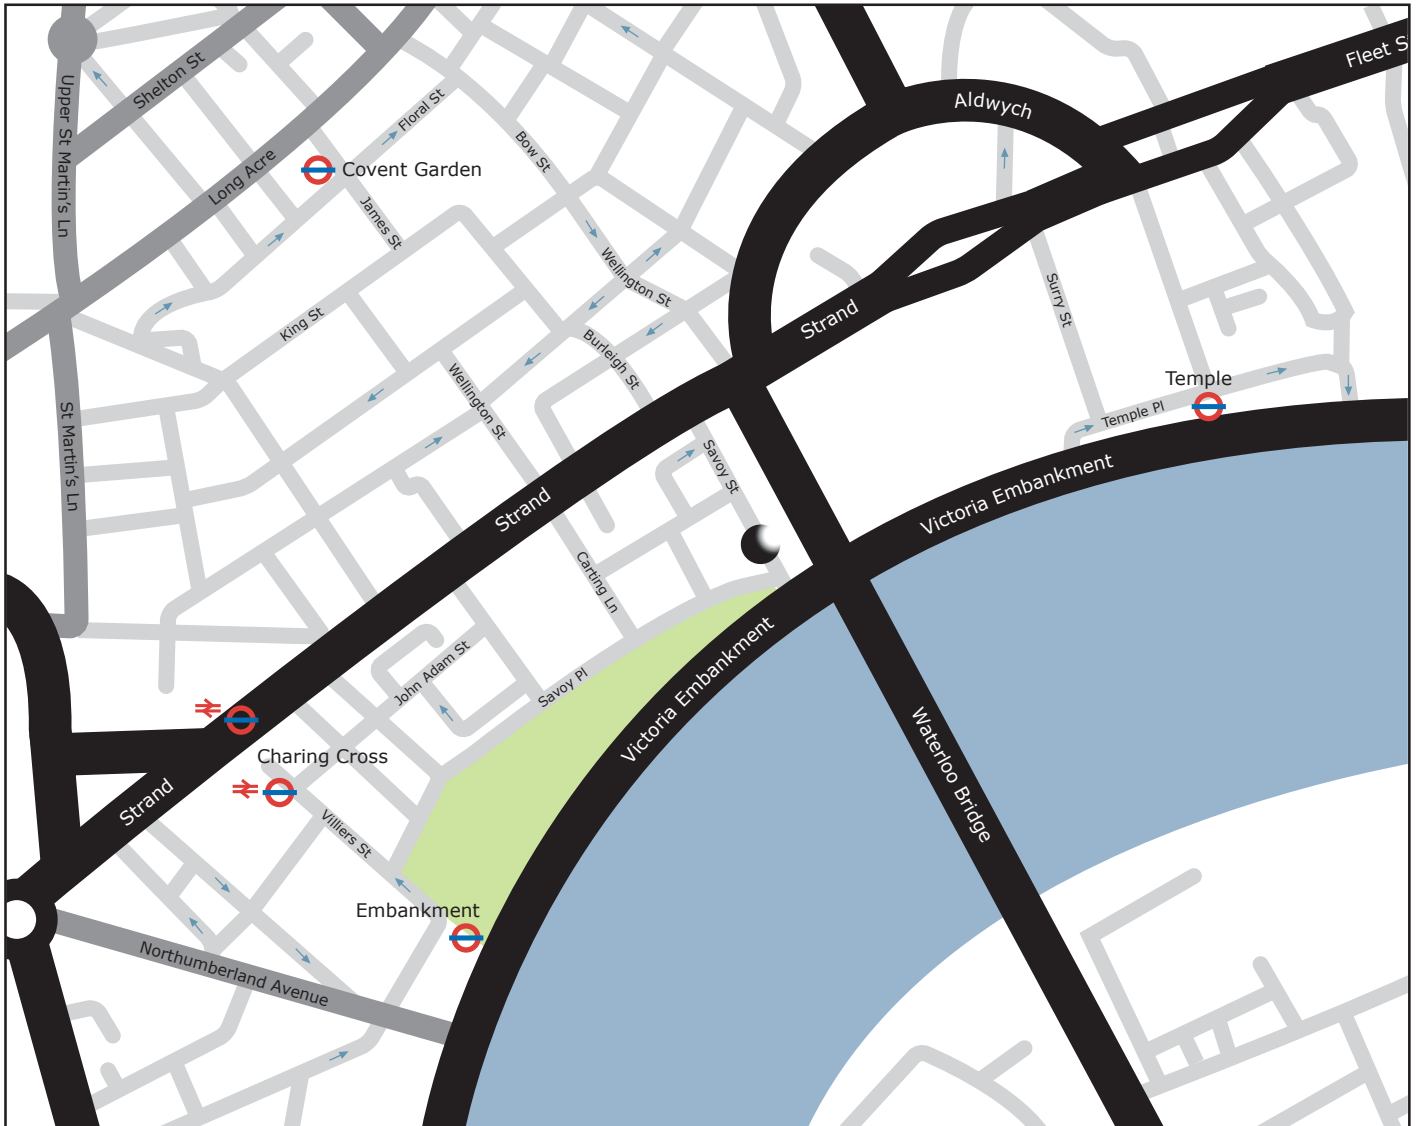 Fleet S
Shelton St
Aldwych
Floral St
Upper St Martin's Ln
Bow St
Covent Garden
Long Acre
James St
Wellington St
Surry St
King St
Strand
Burleigh St
Temple
Wellington St
Temple Pl
St Martin's Ln
Savoy St
Victoria Embankment
Strand
Carting Ln
John Adam St
Savoy Pl
Victoria Embankment
Charing Cross
Waterloo Bridge
Strand
Villiers St
Embankment
Northumberland Avenue